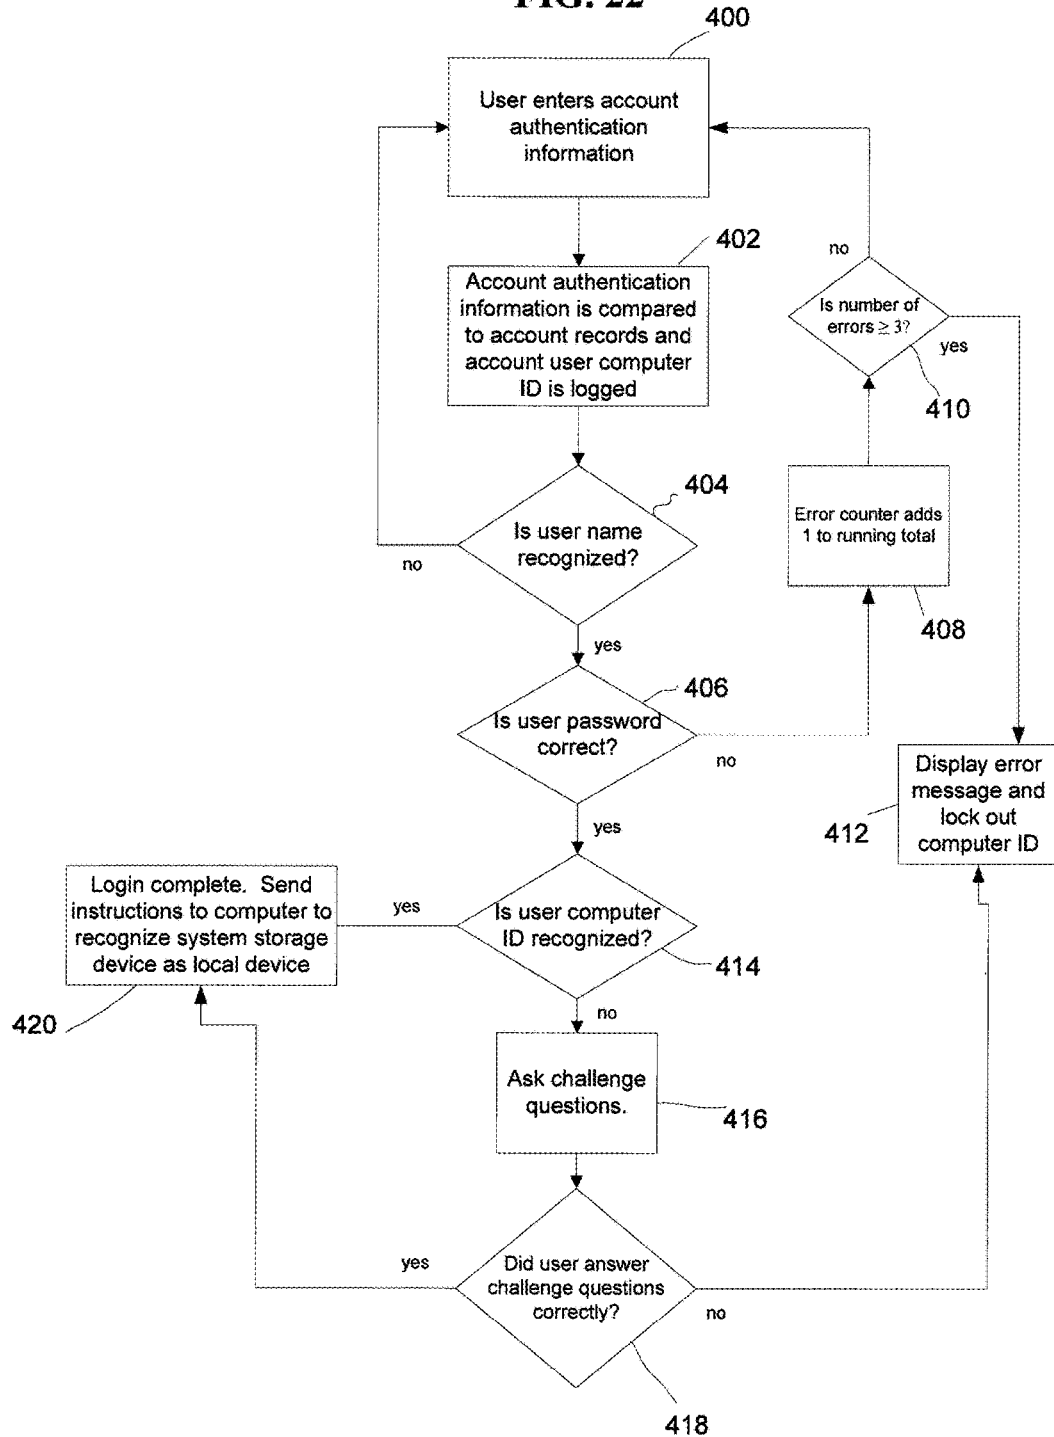 FIG. 22
400
User enters account
authentication
information
402
Account authentication
information is compared
to account records and
account user computer
ID is logged
no
Is number of
errors ≥ 3?
yes
410
404
Is user name
recognized?
no
Error counter adds
1 to running total
408
yes
406
Is user password
correct?
no
Display error
message and
lock out
computer ID
412
yes
Login complete. Send
instructions to computer to
recognize system storage
device as local device
yes
Is user computer
ID recognized?
414
420
no
Ask challenge
questions.
416
yes
Did user answer
challenge questions
correctly?
no
418